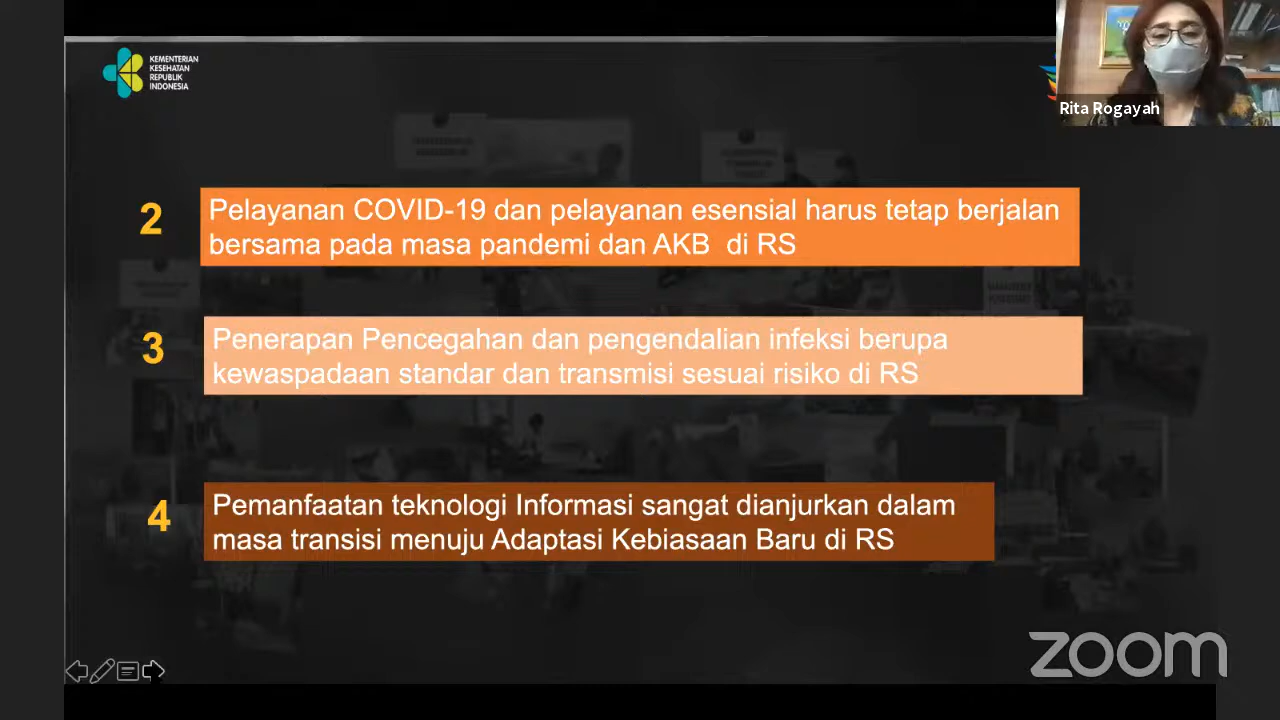 KEMENTERIAN
KESEHATAN
REPUBLIK
INDONESIA
Rita Rogayah
2
Pelayanan COVID-19 dan pelayanan esensial harus tetap berjalan
bersama pada masa pandemi dan AKB di RS
3
Penerapan Pencegahan dan pengendalian infeksi berupa
kewaspadaan standar dan transmisi sesuai risiko di RS
4
Pemanfaatan teknologi Informasi sangat dianjurkan dalam
masa transisi menuju Adaptasi Kebiasaan Baru di RS
zoom